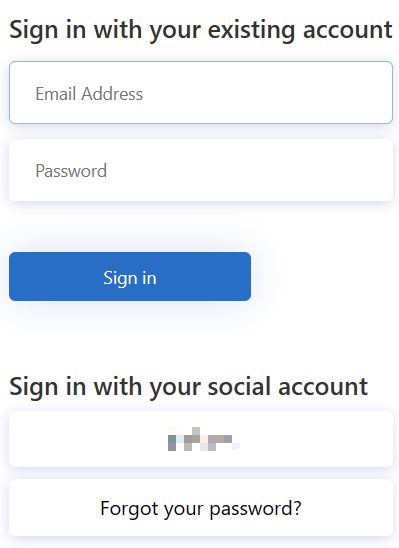 Sign in with your existing account
Email Address
Password
Sign in
Sign in with your social account
Forgot your password?